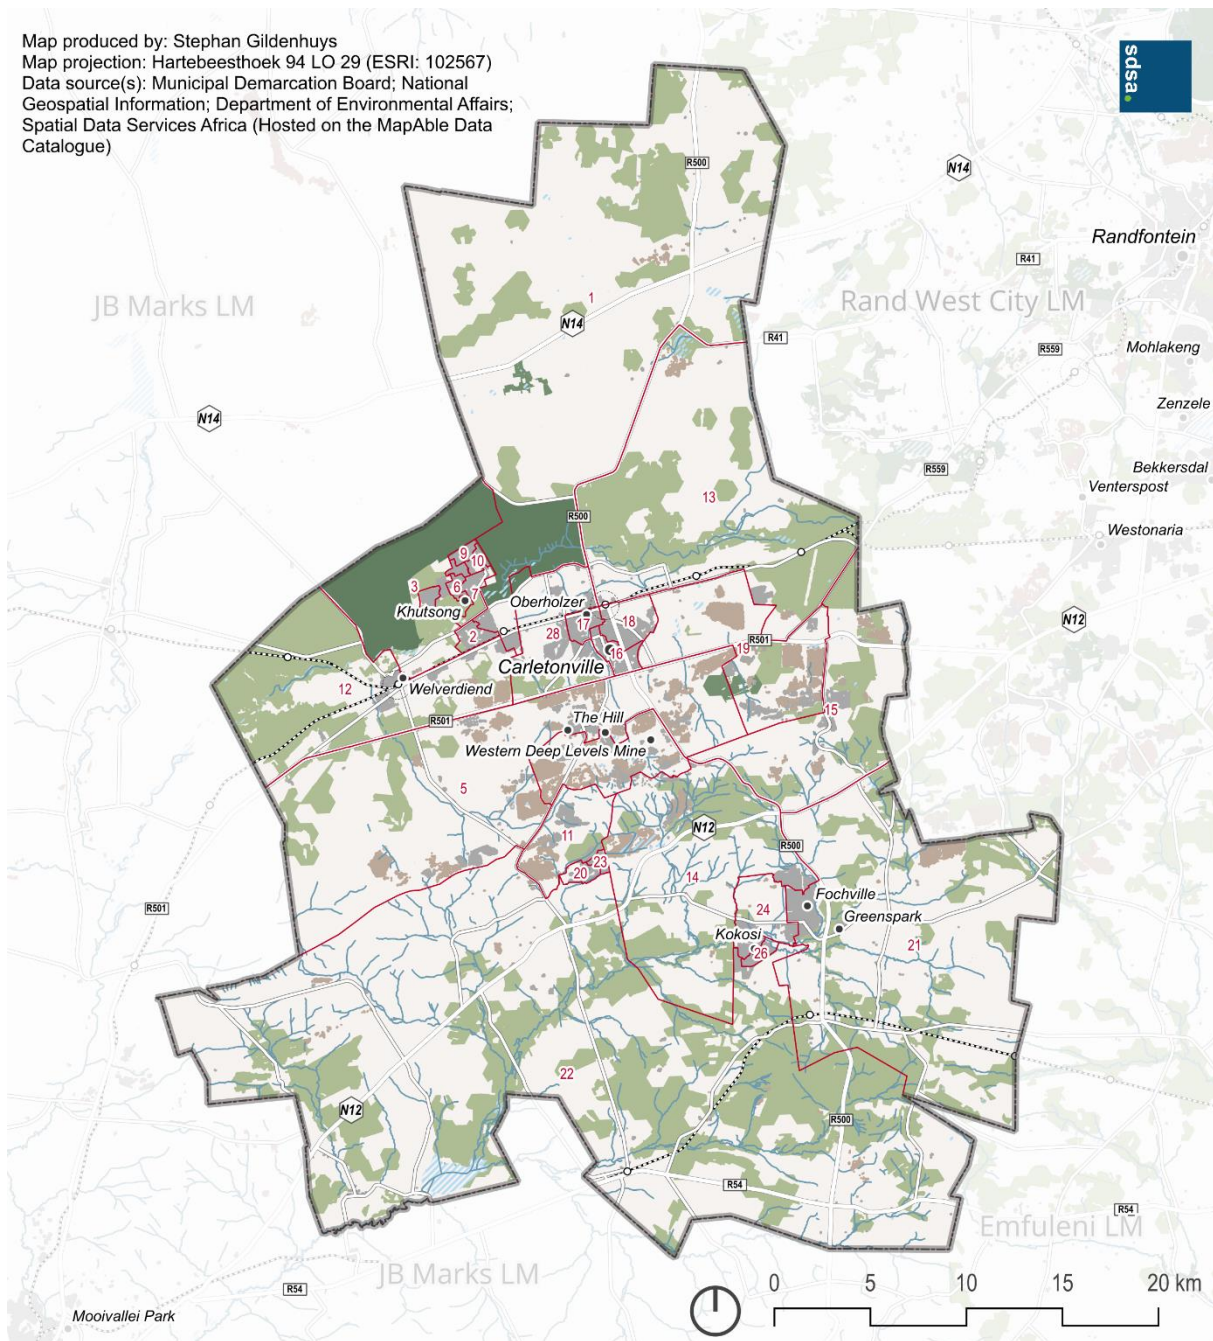 Map produced by: Stephan Gildenhuys
Map projection: Hartebeesthoek 94 LO 29 (ESRI: 102567)
Data source(s): Municipal Demarcation Board; National
Geospatial Information; Department of Environmental Affairs;
Spatial Data Services Africa (Hosted on the MapAble Data
Catalogue)
sdsa.
R500
N14
Randfontein
R41
JB Marks LM
1
Rand West City LM
N14
R41
Mohlakeng
R559
N14
Zenzele
R559
Bekkersdal
Venterspost
13
R500
Westonaria
9
10
3
6
7
Khutsong
Oberholzer
17
18
N12
2
28
16
R501
19
Carletonville
12
Welverdiend
R501
The Hill
15
Western Deep Levels Mine
5
11
N12
R500
23
20
14
Fochville
R501
24
Greenspark
Kokosi
26
21
22
N12
R500
R54
R54
Emfuleni LM
JB Marks LM
R54
Mooivallei Park
0 5 10 15 20 km